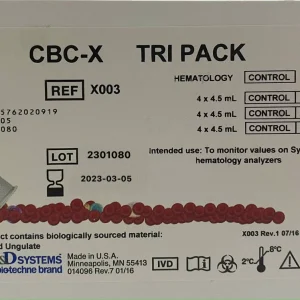 CBC-X TRI PACK
REF X003
HEMATOLOGY CONTROL
4 x 4.5 mL CONTROL
4 x 4.5 mL CONTROL
4 x 4.5 mL CONTROL
5762020919
05
080
LOT 2301080
2023-03-05
Intended use: To monitor values on Sy
hematology analyzers
ct contains biologically sourced material:
d Ungulate
X003 Rev.1 07/16
&D SYSTEMS
biotechne brand
Made in U.S.A.
Minneapolis, MN 55413
014096 Rev.7 01/16
IVD
2°C
8°C